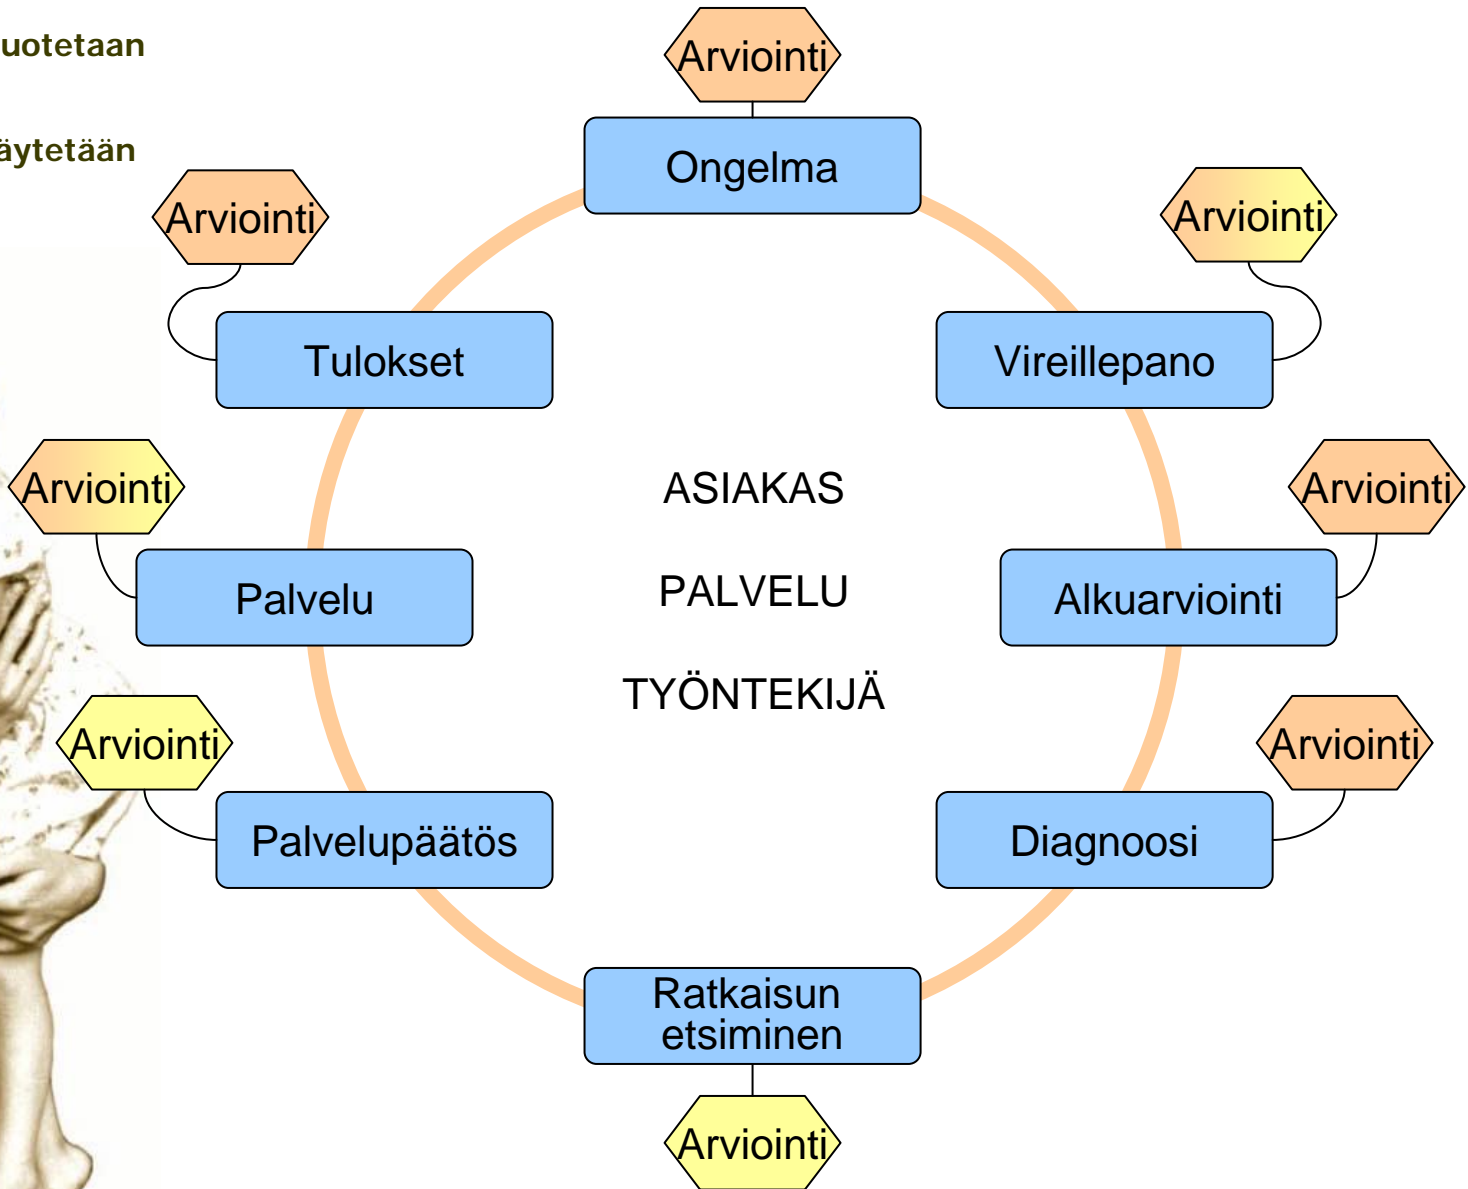 uotetaan
äytetään
Arviointi
Ongelma
Arviointi
Vireillepano
Arviointi
Alkuarviointi
Arviointi
Diagnoosi
Ratkaisun
etsiminen
Arviointi
Arviointi
Palvelupäätös
Arviointi
Palvelu
Arviointi
Tulokset
ASIAKAS
PALVELU
TYÖNTEKIJÄ